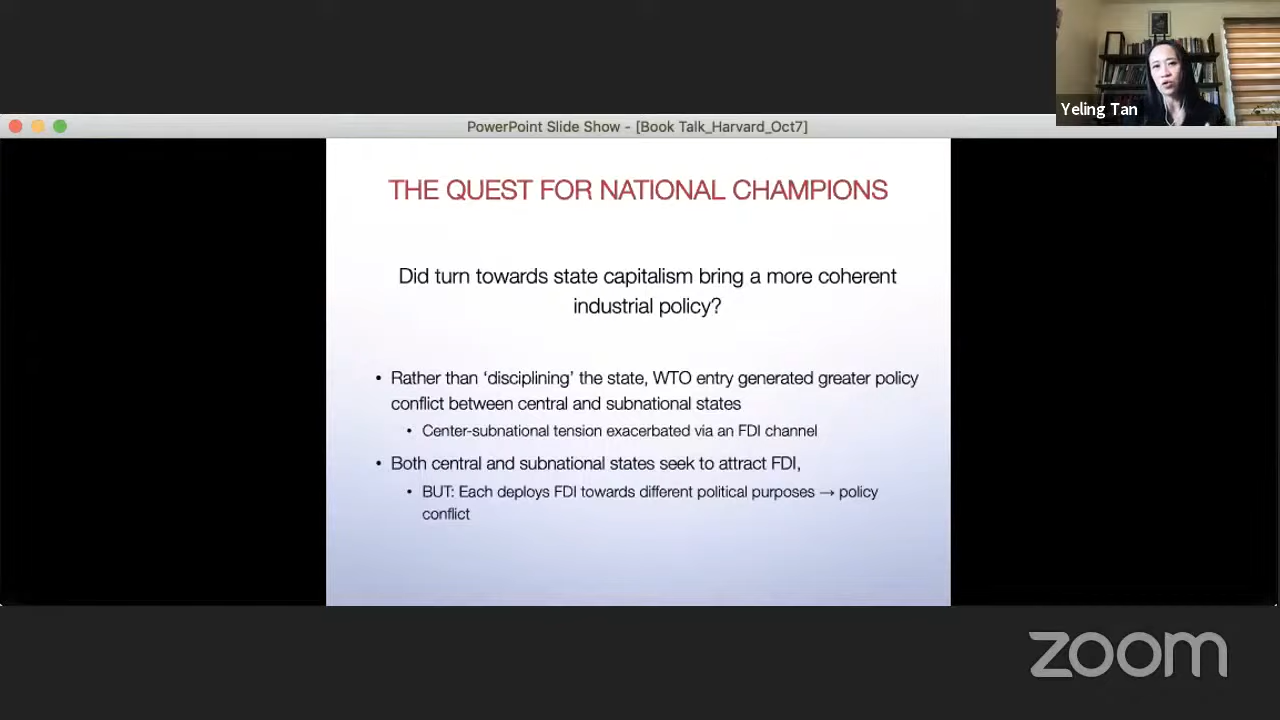 Yeling Tan
PowerPoint Slide Show - [Book Talk_Harvard_Oct7]
THE QUEST FOR NATIONAL CHAMPIONS
Did turn towards state capitalism bring a more coherent
industrial policy?
• Rather than ‘disciplining’ the state, WTO entry generated greater policy
conflict between central and subnational states
• Center-subnational tension exacerbated via an FDI channel
• Both central and subnational states seek to attract FDI,
• BUT: Each deploys FDI towards different political purposes → policy
conflict
zoom